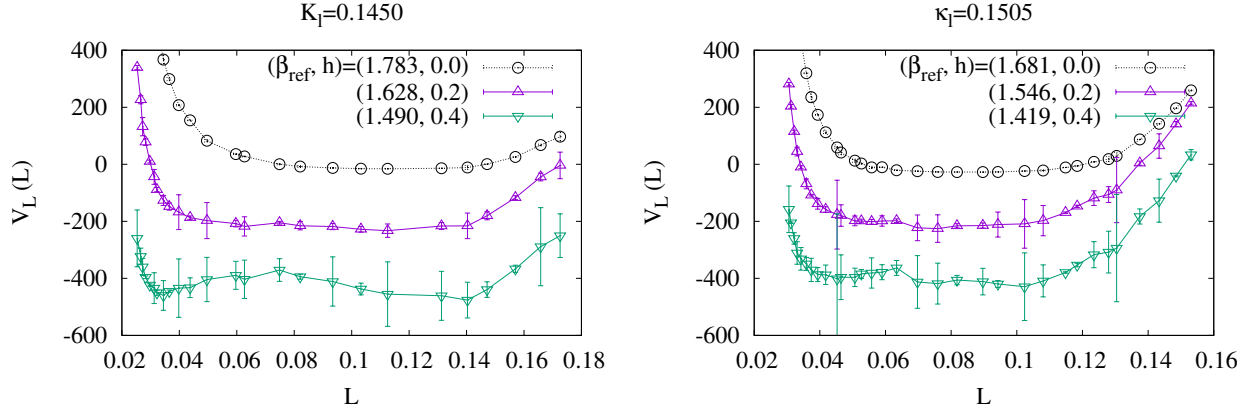 K_l=0.1450
V_L(L)
400
200
0
-200
-400
-600
(β_ref, h)=(1.783, 0.0)
(1.628, 0.2)
(1.490, 0.4)
0.02 0.04 0.06 0.08 0.1 0.12 0.14 0.16 0.18
L
κ_l=0.1505
V_L(L)
400
200
0
-200
-400
-600
(β_ref, h)=(1.681, 0.0)
(1.546, 0.2)
(1.419, 0.4)
0.02 0.04 0.06 0.08 0.1 0.12 0.14 0.16
L